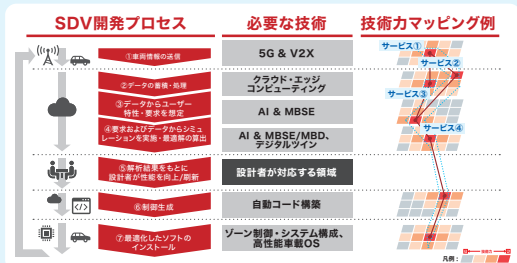 SDV開発プロセス
必要な技術
技術力マッピング例
①車両情報の送信
5G & V2X
サービス①
サービス②
②データの蓄積・処理
クラウド・エッジ
コンピューティング
③データからユーザー
特性・要求を想定
AI & MBSE
サービス③
④要求およびデータからシミュ
レーションを実施・最適解の算出
AI & MBSE/MBD、
デジタルツイン
サービス④
⑤解析結果をもとに
設計者が性能を向上/刷新
設計者が対応する領域
⑥制御生成
自動コード構築
⑦最適化したソフトの
インストール
ゾーン制御・システム構成、
高性能車載OS
凡例：